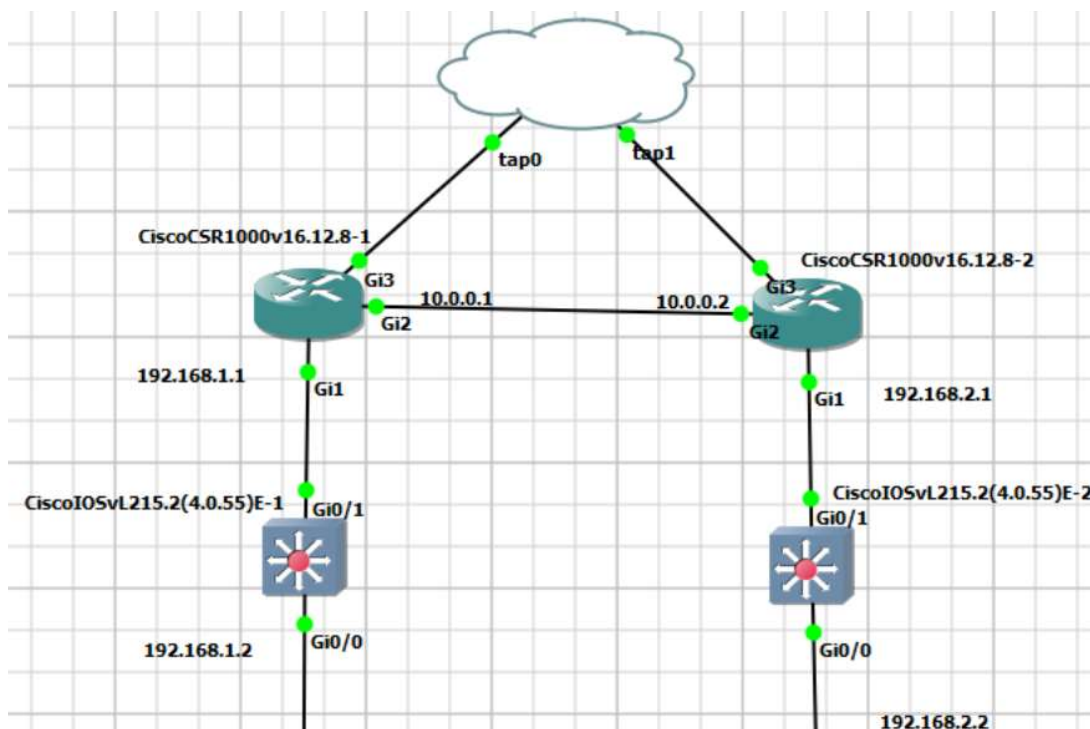 tap0
tap1
CiscoCSR1000v16.12.8-1
CiscoCSR1000v16.12.8-2
Gi3
Gi3
10.0.0.1
10.0.0.2
Gi2
Gi2
192.168.1.1
Gi1
Gi1
192.168.2.1
CiscoIOSvL215.2(4.0.55)E-1
CiscoIOSvL215.2(4.0.55)E-2
Gi0/1
Gi0/1
192.168.1.2
Gi0/0
Gi0/0
192.168.2.2